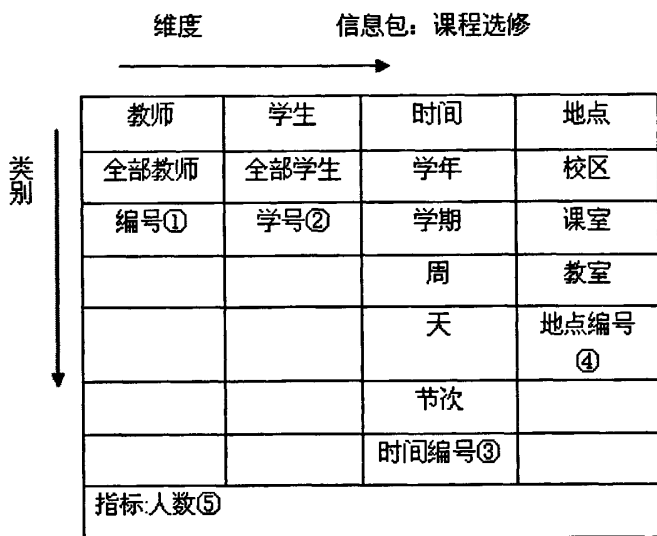 维度 信息包：课程选修
类别
教师 学生 时间 地点
全部教师 全部学生 学年 校区
编号① 学号② 学期 课室
周 教室
天 地点编号
④
节次
时间编号③
指标:人数⑤